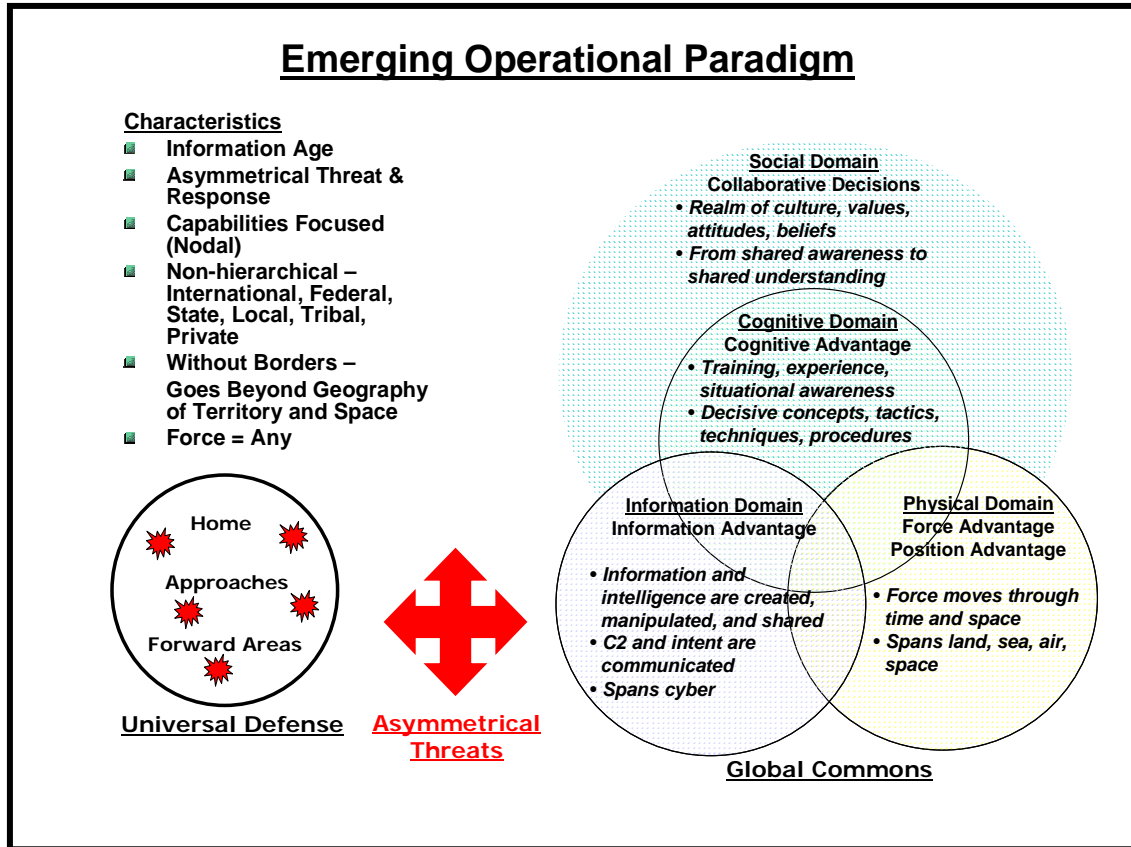 Emerging Operational Paradigm
Characteristics
Information Age
Asymmetrical Threat &
Response
Capabilities Focused
(Nodal)
Non-hierarchical –
International, Federal,
State, Local, Tribal,
Private
Without Borders –
Goes Beyond Geography
of Territory and Space
Force = Any
Home
Approaches
Forward Areas
Universal Defense
Asymmetrical
Threats
Social Domain
Collaborative Decisions
• Realm of culture, values,
attitudes, beliefs
• From shared awareness to
shared understanding
Cognitive Domain
Cognitive Advantage
• Training, experience,
situational awareness
• Decisive concepts, tactics,
techniques, procedures
Information Domain
Information Advantage
• Information and
intelligence are created,
manipulated, and shared
• C2 and intent are
communicated
• Spans cyber
Physical Domain
Force Advantage
Position Advantage
• Force moves through
time and space
• Spans land, sea, air,
space
Global Commons